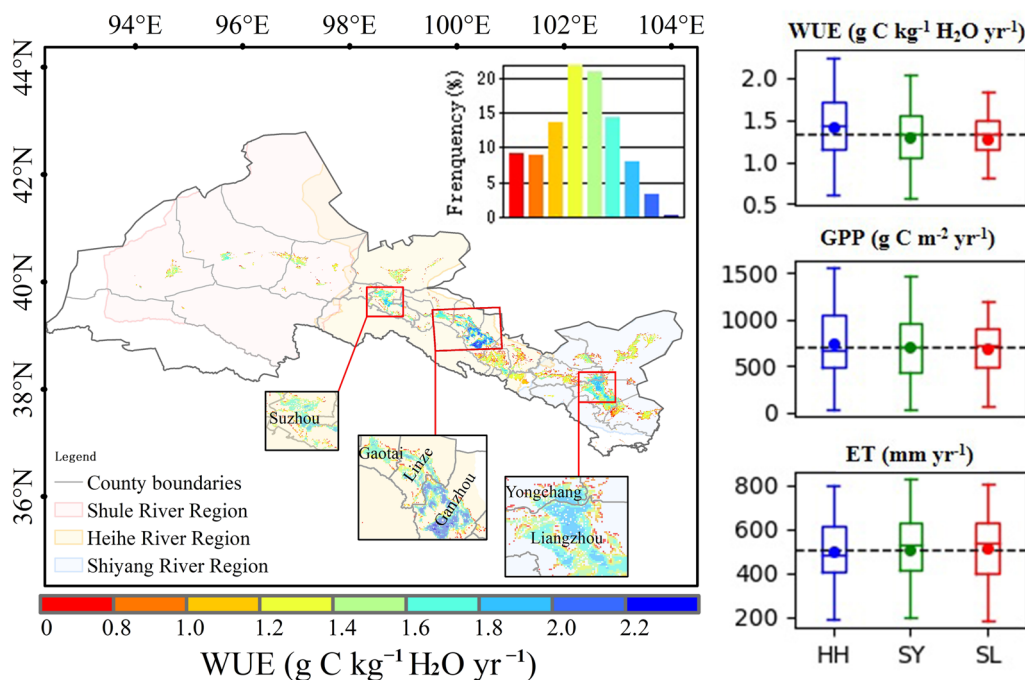 94°E 96°E 98°E 100°E 102°E 104°E
44°N
42°N
40°N
38°N
36°N
Frenquency (%)
20
15
10
5
0
Suzhou
Gaotai
Linze
Ganzhou
Yongchang
Liangzhou
Legend
County boundaries
Shule River Region
Heihe River Region
Shiyang River Region
0 0.8 1.0 1.2 1.4 1.6 1.8 2.0 2.2
WUE (g C kg⁻¹ H₂O yr⁻¹)
WUE (g C kg⁻¹ H₂O yr⁻¹)
2.0
1.5
1.0
0.5
GPP (g C m⁻² yr⁻¹)
1500
1000
500
0
ET (mm yr⁻¹)
800
600
400
200
HH SY SL